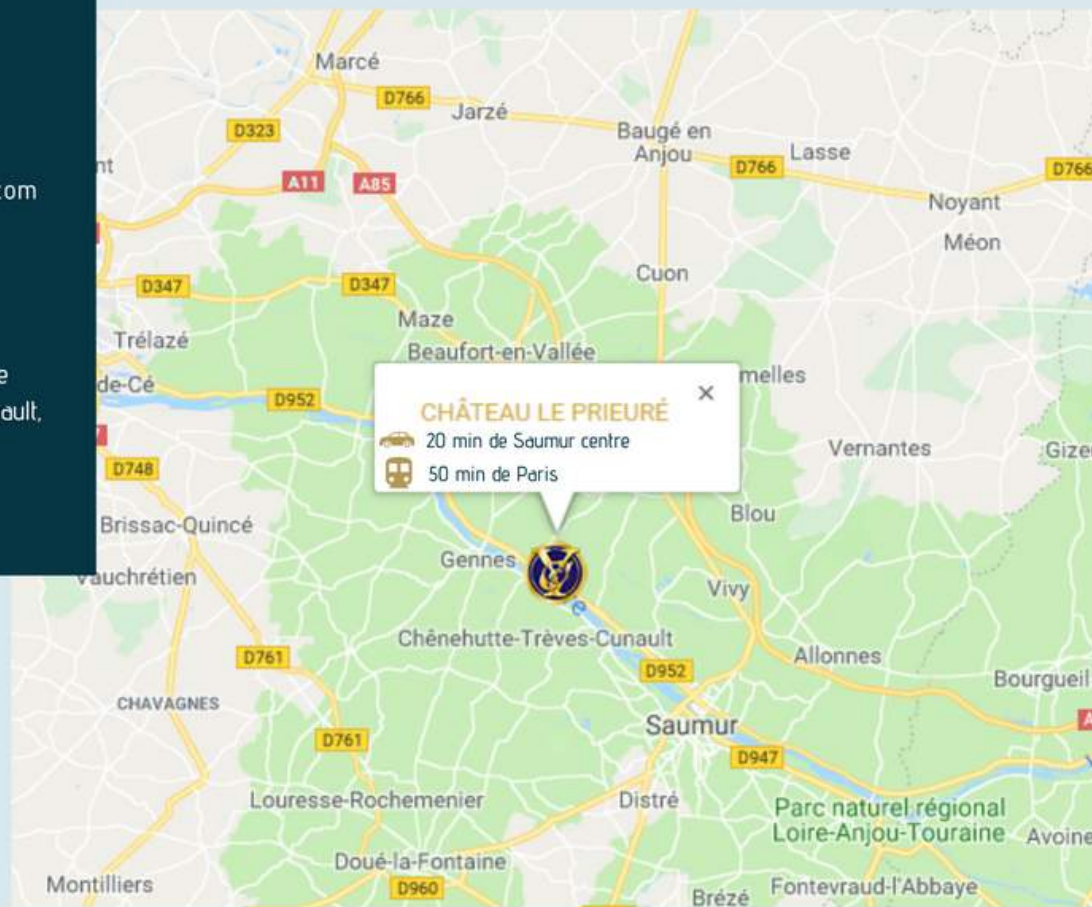 Marcé
D766
Jarzé
D323
Baugé en
Anjou
D766
Lasse
D766
A11
A85
com
Noyant
Méon
Cuon
D347
D347
Maze
Trélazé
Beaufort-en-Vallée
e
de-Cé
melles
ault,
D952
CHÂTEAU LE PRIEURÉ
20 min de Saumur centre
50 min de Paris
Vernantes
Gize
D748
Brissac-Quincé
Blou
Gennes
Vauchrétien
Vivy
Chênehutte-Trèves-Cunault
D761
D952
Allonnes
Bourgueil
CHAVAGNES
Saumur
D761
D947
Louresse-Rochemenier
Distré
Parc naturel régional
Loire-Anjou-Touraine
Avoine
Doué-la-Fontaine
D960
Montilliers
Brézé
Fontevraud-l'Abbaye